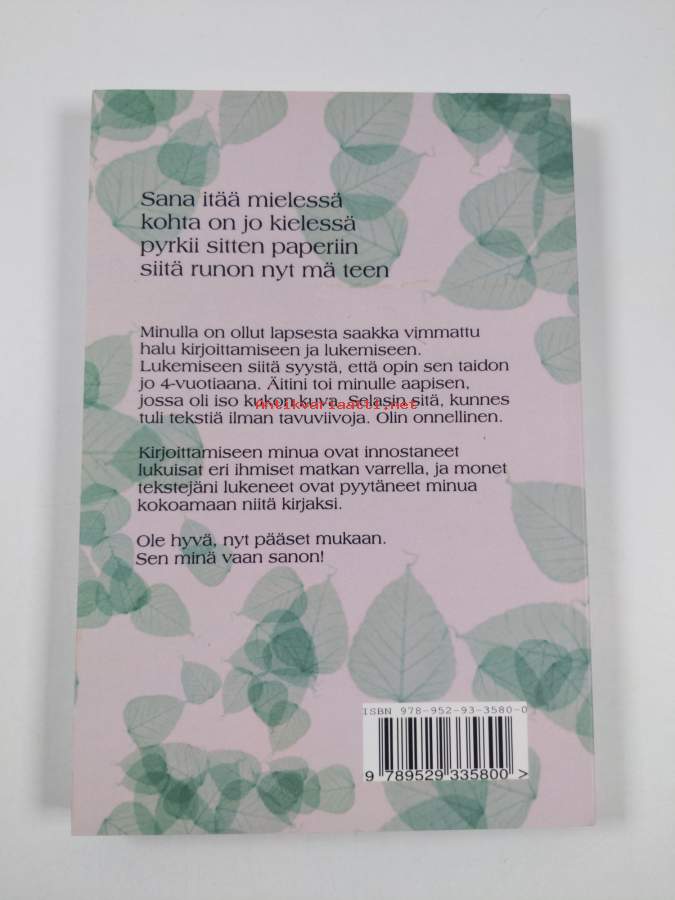 Sana itää mielessä
kohta on jo kielessä
pyrkii sitten paperiin
siitä runon nyt mä teen
Minulla on ollut lapsesta saakka vimmattu
halu kirjoittamiseen ja lukemiseen.
Lukemiseen siitä syystä, että opin sen taidon
jo 4-vuotiaana. Äitini toi minulle aapisen,
jossa oli iso kukon kuva. Selasin sitä, kunnes
Antikvariaatti.net
tuli tekstiä ilman tavuviivoja. Olin onnellinen.
Kirjoittamiseen minua ovat innostaneet
lukuisat eri ihmiset matkan varrella, ja monet
tekstejäni lukeneet ovat pyytäneet minua
kokoamaan niitä kirjaksi.
Ole hyvä, nyt pääset mukaan.
Sen minä vaan sanon!
ISBN 978-952-93-3580-0
9 789529 335800 >